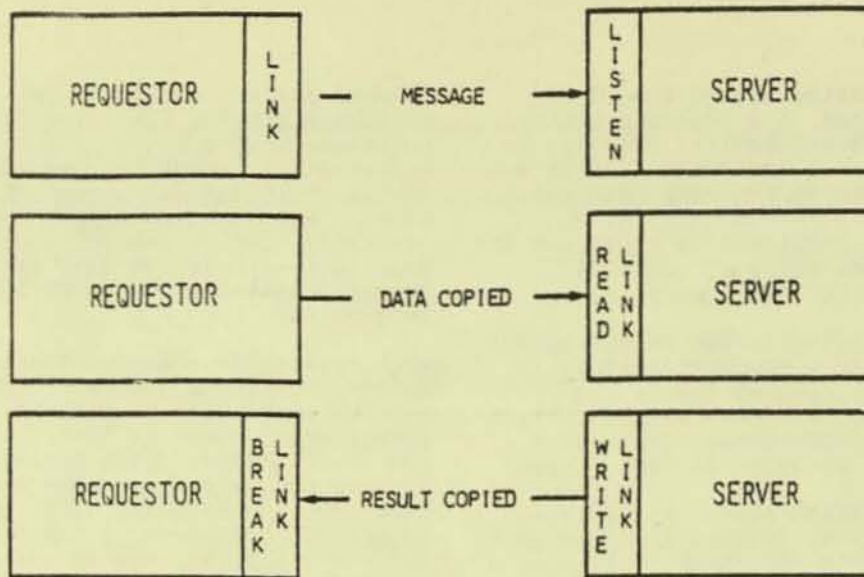 REQUESTOR LINK MESSAGE LISTEN SERVER
REQUESTOR DATA COPIED READ LINK SERVER
REQUESTOR BREAK LINK RESULT COPIED WRITE LINK SERVER